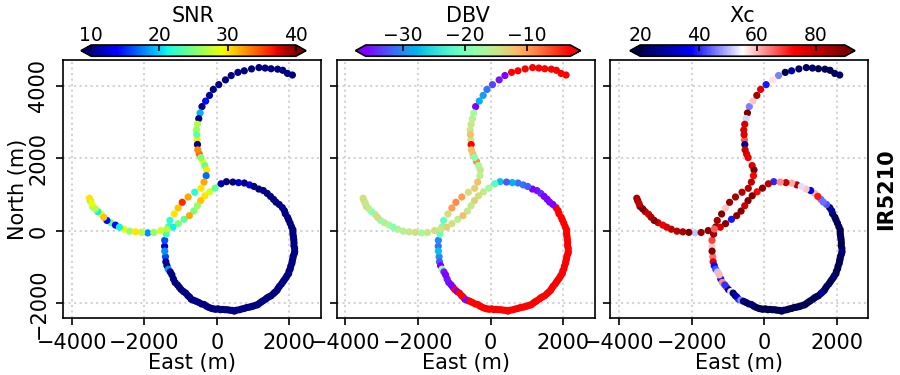 SNR DBV Xc
10 20 30 40 −30 −20 −10 20 40 60 80
4000
2000
0
−2000
North (m)
IR5210
−4000 −2000 0 2000 −4000 −2000 0 2000 −4000 −2000 0 2000
East (m) East (m) East (m)